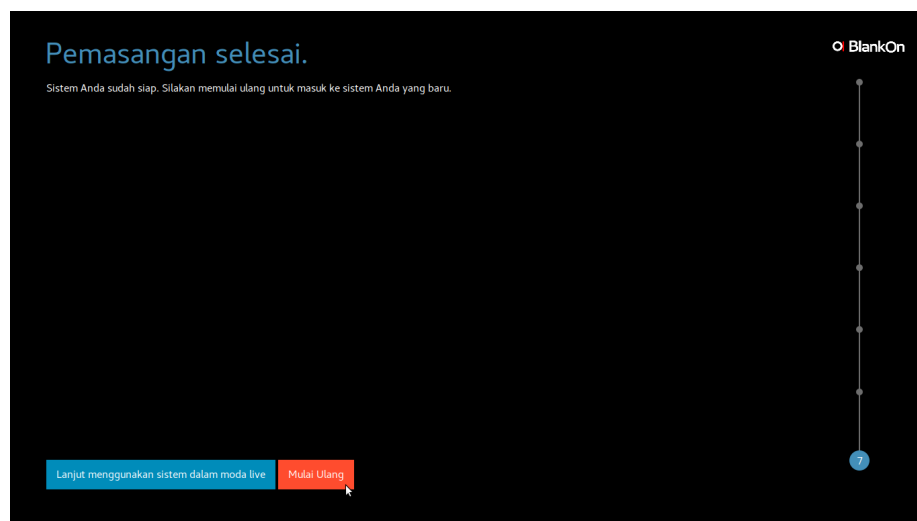 Pemasangan selesai.
BlankOn
Sistem Anda sudah siap. Silakan memulai ulang untuk masuk ke sistem Anda yang baru.
7
Lanjut menggunakan sistem dalam moda live
Mulai Ulang